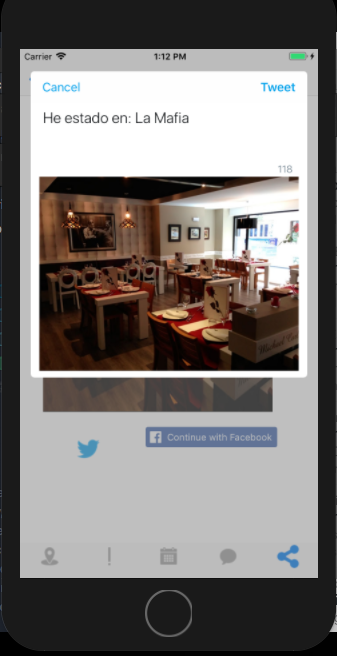 Carrier
1:12 PM
Cancel
Tweet
He estado en: La Mafia
118
Continue with Facebook